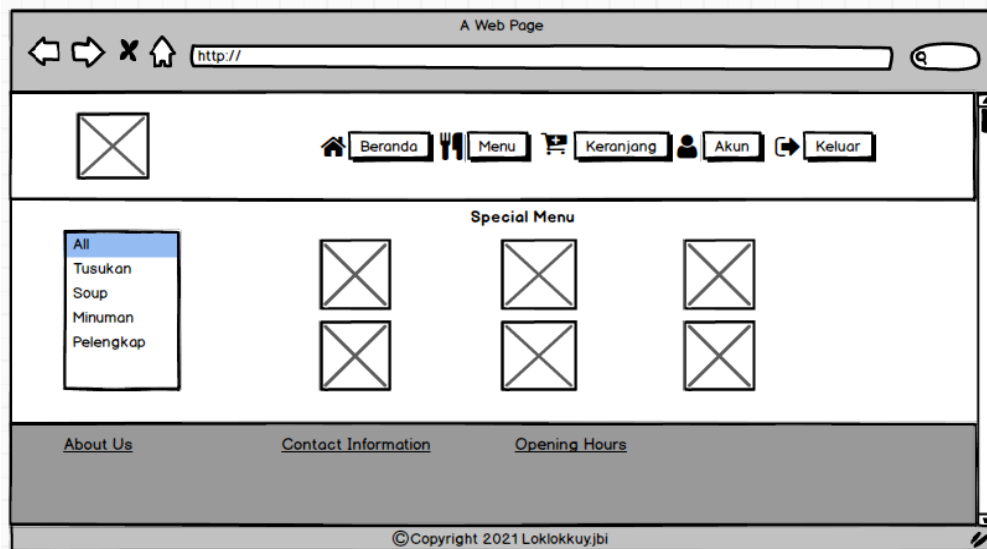 A Web Page
http://
Beranda Menu Keranjang Akun Keluar
Special Menu
All
Tusukan
Soup
Minuman
Pelengkap
About Us Contact Information Opening Hours
©Copyright 2021 Loklokkuy.jbi